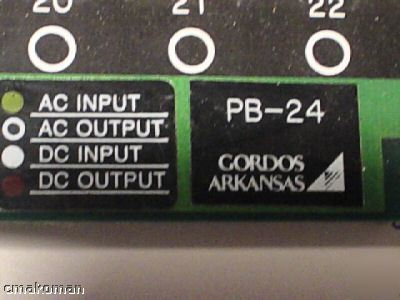 20 21 22
AC INPUT
AC OUTPUT
DC INPUT
DC OUTPUT
PB-24
GORDOS
ARKANSAS
cmakoman